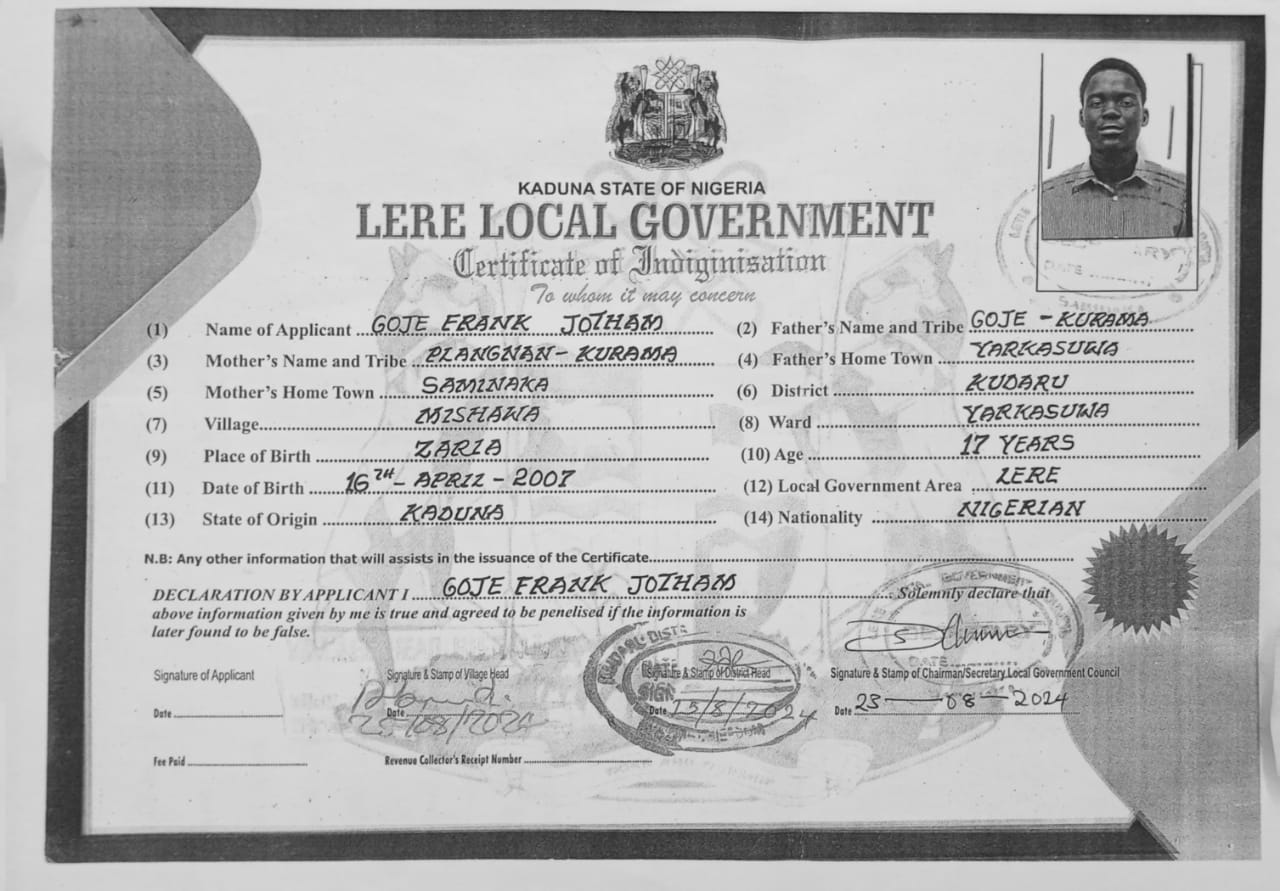 KADUNA STATE OF NIGERIA
LERE LOCAL GOVERNMENT
Certificate of Indiginisation
To whom it may concern
(1) Name of Applicant GOJE FRANK JOTHAM (2) Father's Name and Tribe GOJE - KURAMA
(3) Mother's Name and Tribe PLANGNAN - KURAMA (4) Father's Home Town YARKASUWA
(5) Mother's Home Town SAMINAKA (6) District KUDARU
(7) Village MISHAWA (8) Ward YARKASUWA
(9) Place of Birth ZARIA (10) Age 17 YEARS
(11) Date of Birth 16TH - APRIL - 2007 (12) Local Government Area LERE
(13) State of Origin KADUNA (14) Nationality NIGERIAN
N.B: Any other information that will assists in the issuance of the Certificate
DECLARATION BY APPLICANT I GOJE FRANK JOTHAM Solemnly declare that
above information given by me is true and agreed to be penelised if the information is
later found to be false.
Signature of Applicant Signature & Stamp of Village Head Signature & Stamp of District Head Signature & Stamp of Chairman/Secretary Local Government Council
Date Date Date Date 23 - 08 - 2024
Fee Paid Revenue Collector's Receipt Number